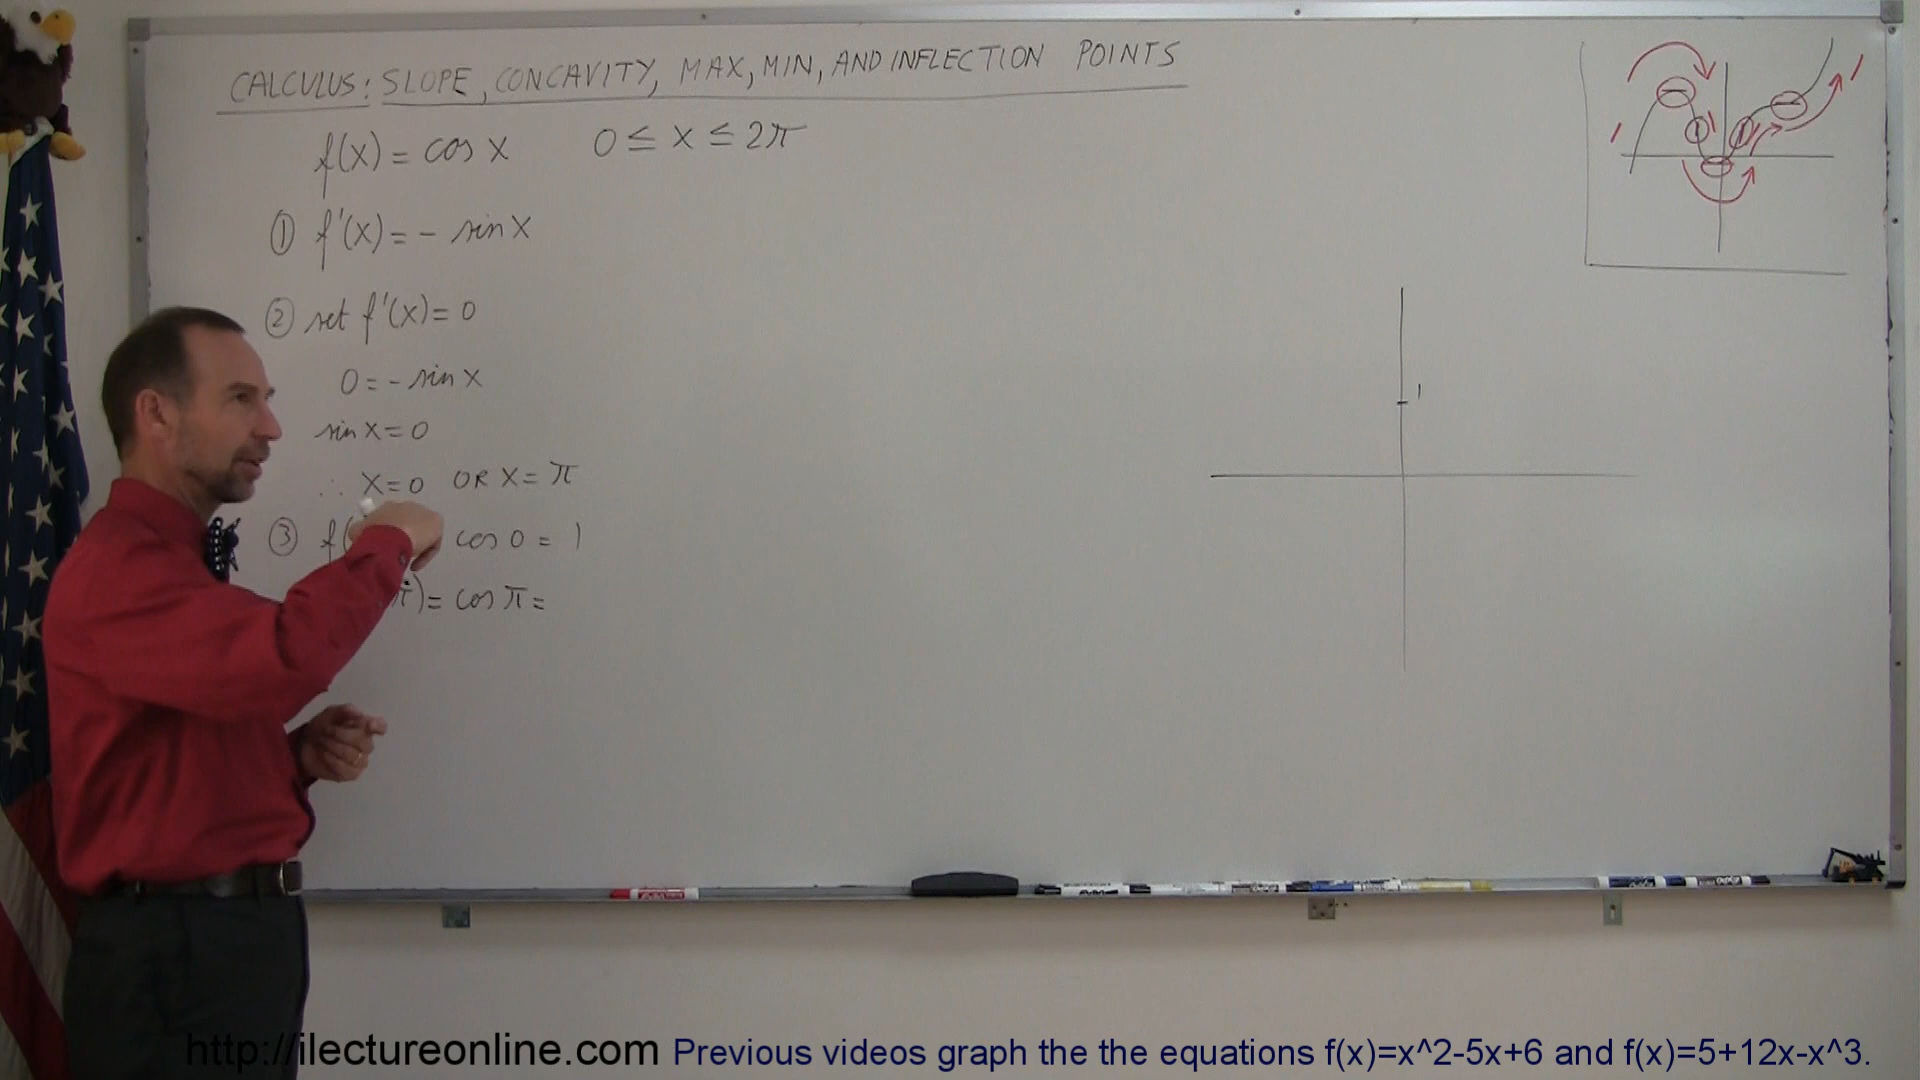 CALCULUS: SLOPE, CONCAVITY, MAX, MIN, AND INFLECTION POINTS
f(x) = cos x 0 ≤ x ≤ 2π
① f'(x) = - sin x
② set f'(x) = 0
0 = - sin x
sin x = 0
∴ x = 0 OR x = π
1
③ f( cos 0 = 1
π) = cos π =
http://ilectureonline.com Previous videos graph the the equations f(x)=x^2-5x+6 and f(x)=5+12x-x^3.